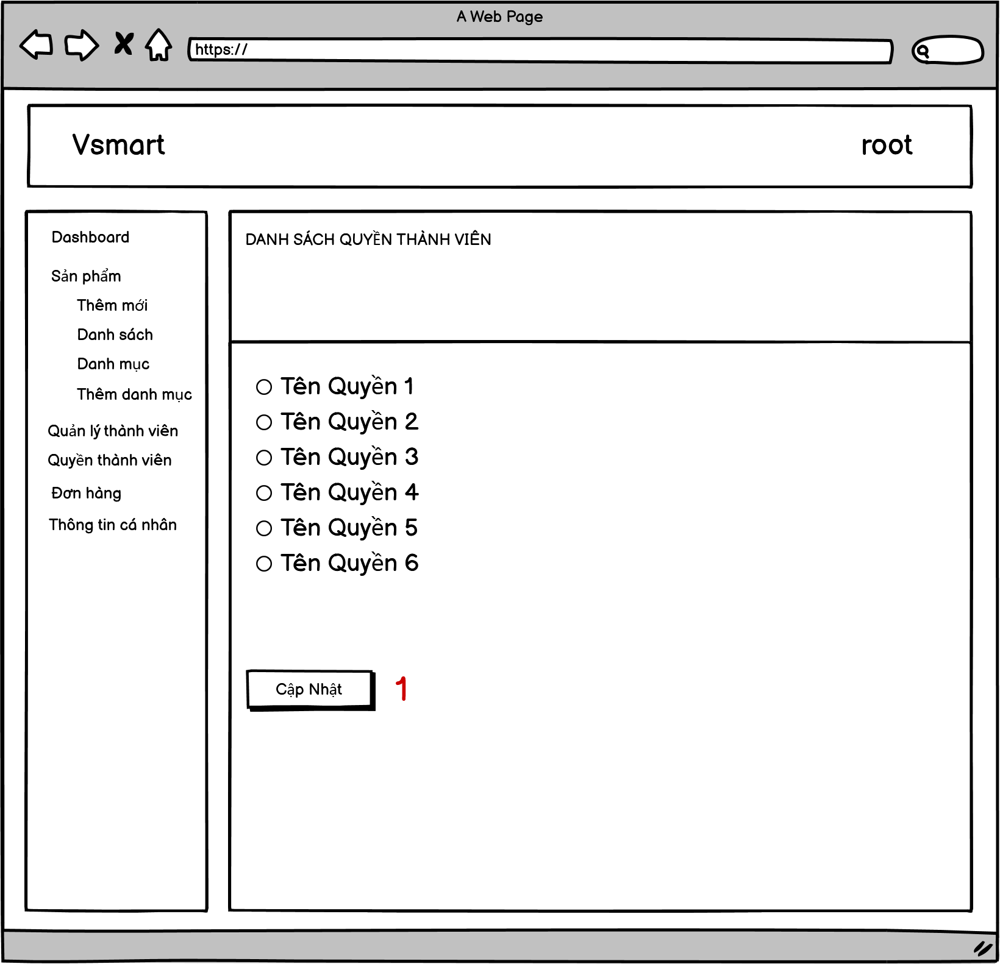 A Web Page
https://
Vsmart
root
Dashboard
Sản phẩm
Thêm mới
Danh sách
Danh mục
Thêm danh mục
Quản lý thành viên
Quyền thành viên
Đơn hàng
Thông tin cá nhân
DANH SÁCH QUYỀN THÀNH VIÊN
Tên Quyền 1
Tên Quyền 2
Tên Quyền 3
Tên Quyền 4
Tên Quyền 5
Tên Quyền 6
Cập Nhật
1